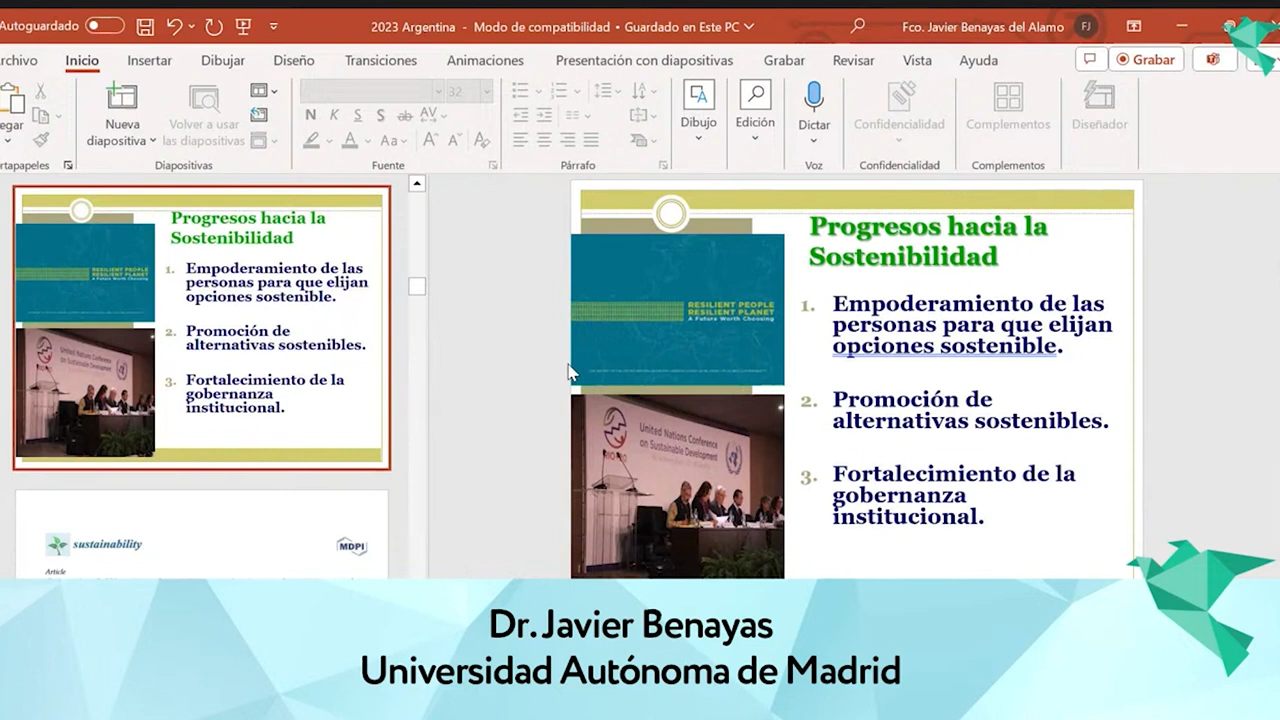 Autoguardado
2023 Argentina - Modo de compatibilidad • Guardado en Este PC
Fco. Javier Benayas del Alamo
FJ
rchivo Inicio Insertar Dibujar Diseño Transiciones Animaciones Presentación con diapositivas Grabar Revisar Vista Ayuda
Grabar
egar
Nueva
diapositiva
Volver a usar
las diapositivas
32
N K S S ab AV
A Aa A A A
Dibujo
Edición
Dictar
Confidencialidad
Complementos
Diseñador
rtapapeles
Diapositivas
Fuente
Párrafo
Voz
Confidencialidad
Complementos
Progresos hacia la
Sostenibilidad
RESILIENT PEOPLE
RESILIENT PLANET
A Future Worth Choosing
1. Empoderamiento de las
personas para que elijan
opciones sostenible.
2. Promoción de
alternativas sostenibles.
3. Fortalecimiento de la
gobernanza
institucional.
United Nations Conference
on Sustainable Development
sustainability
MDPI
Article
Progresos hacia la
Sostenibilidad
RESILIENT PEOPLE
RESILIENT PLANET
A Future Worth Choosing
1. Empoderamiento de las
personas para que elijan
opciones sostenible.
2. Promoción de
alternativas sostenibles.
3. Fortalecimiento de la
gobernanza
institucional.
United Nations Conference
on Sustainable Development
Dr. Javier Benayas
Universidad Autónoma de Madrid